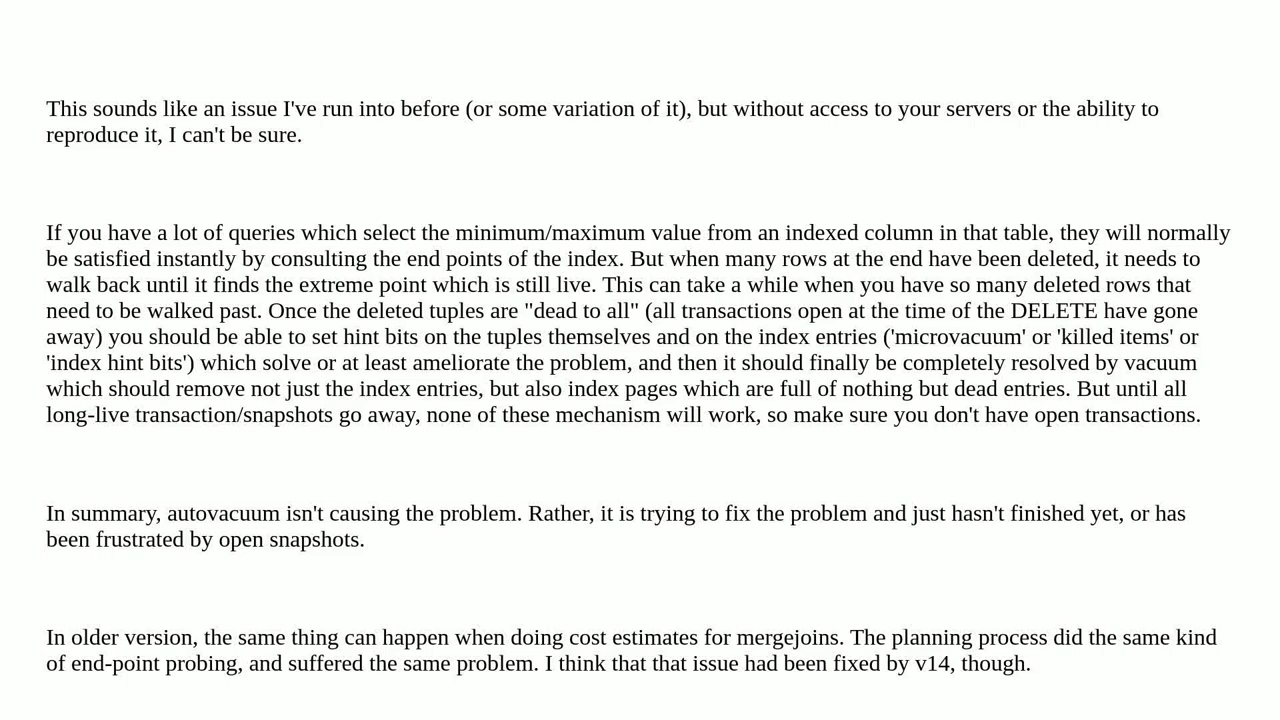 This sounds like an issue I've run into before (or some variation of it), but without access to your servers or the ability to
reproduce it, I can't be sure.
If you have a lot of queries which select the minimum/maximum value from an indexed column in that table, they will normally
be satisfied instantly by consulting the end points of the index. But when many rows at the end have been deleted, it needs to
walk back until it finds the extreme point which is still live. This can take a while when you have so many deleted rows that
need to be walked past. Once the deleted tuples are "dead to all" (all transactions open at the time of the DELETE have gone
away) you should be able to set hint bits on the tuples themselves and on the index entries ('microvacuum' or 'killed items' or
'index hint bits') which solve or at least ameliorate the problem, and then it should finally be completely resolved by vacuum
which should remove not just the index entries, but also index pages which are full of nothing but dead entries. But until all
long-live transaction/snapshots go away, none of these mechanism will work, so make sure you don't have open transactions.
In summary, autovacuum isn't causing the problem. Rather, it is trying to fix the problem and just hasn't finished yet, or has
been frustrated by open snapshots.
In older version, the same thing can happen when doing cost estimates for mergejoins. The planning process did the same kind
of end-point probing, and suffered the same problem. I think that that issue had been fixed by v14, though.